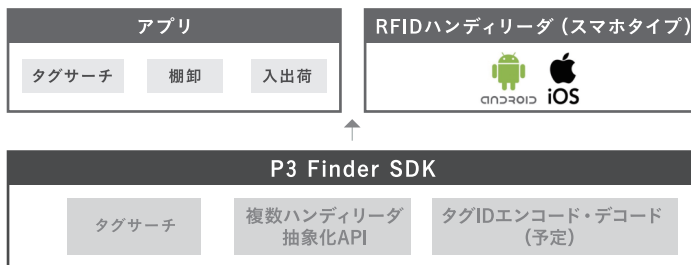 アプリ
RFIDハンディリーダ（スマホタイプ）
タグサーチ
棚卸
入出荷
ANDROID
iOS
P3 Finder SDK
タグサーチ
複数ハンディリーダ
抽象化API
タグIDエンコード・デコード
（予定）